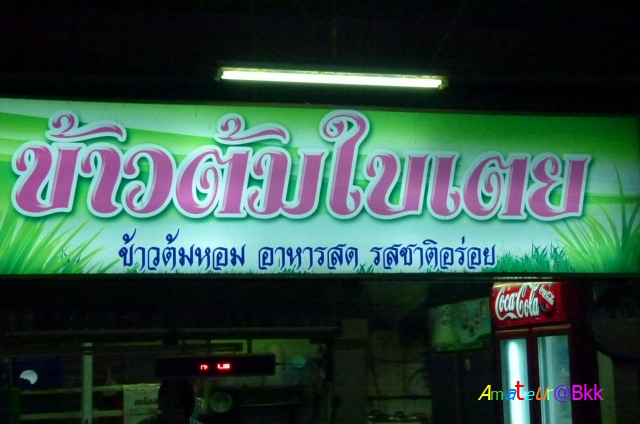 ข้าวต้มใบเตย
ข้าวต้มหอม อาหารสด รสชาติอร่อย
Coca-Cola
Amateur@Bkk